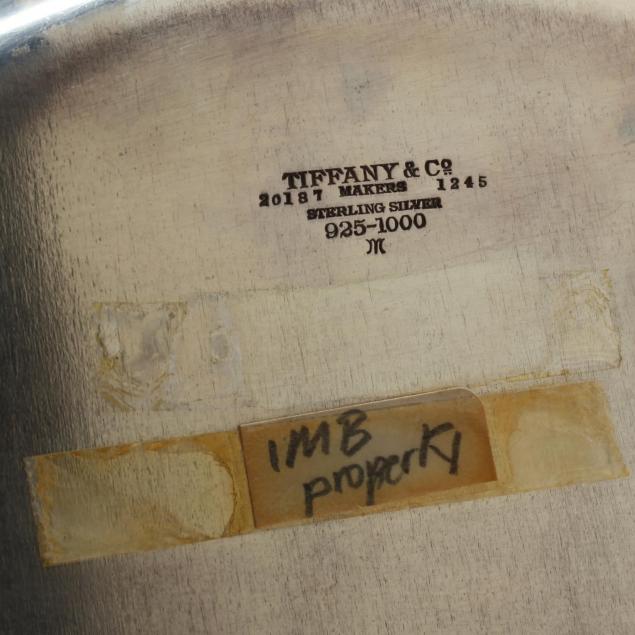 TIFFANY & Co
20187 MAKERS 1245
STERLING SILVER
925-1000
M
IMB
property